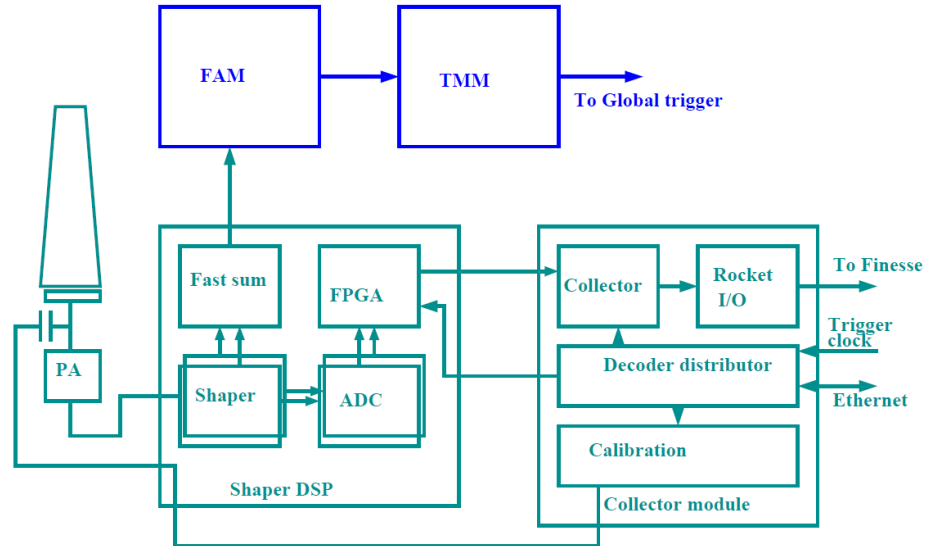 FAM
TMM
To Global trigger
Fast sum
FPGA
Collector
Rocket
I/O
To Finesse
Trigger
clock
PA
Shaper
ADC
Decoder distributor
Ethernet
Calibration
Shaper DSP
Collector module